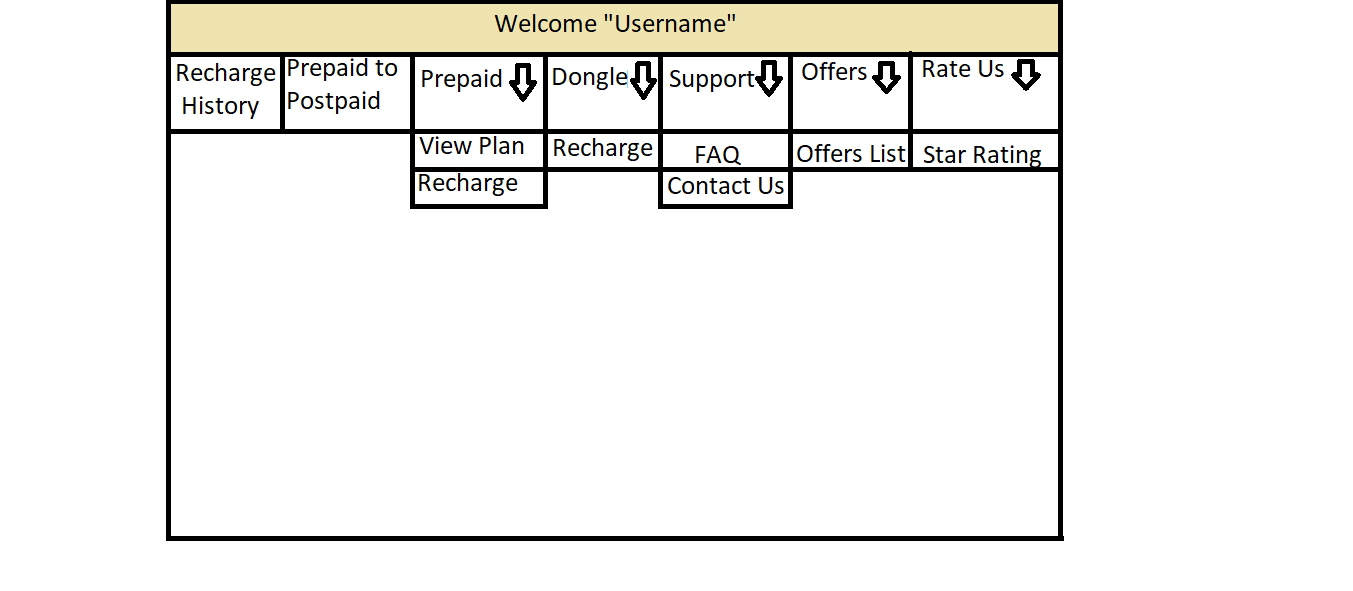 Welcome "Username"
Recharge
History
Prepaid to
Postpaid
Prepaid
Dongle
Support
Offers
Rate Us
View Plan
Recharge
FAQ
Offers List
Star Rating
Recharge
Contact Us